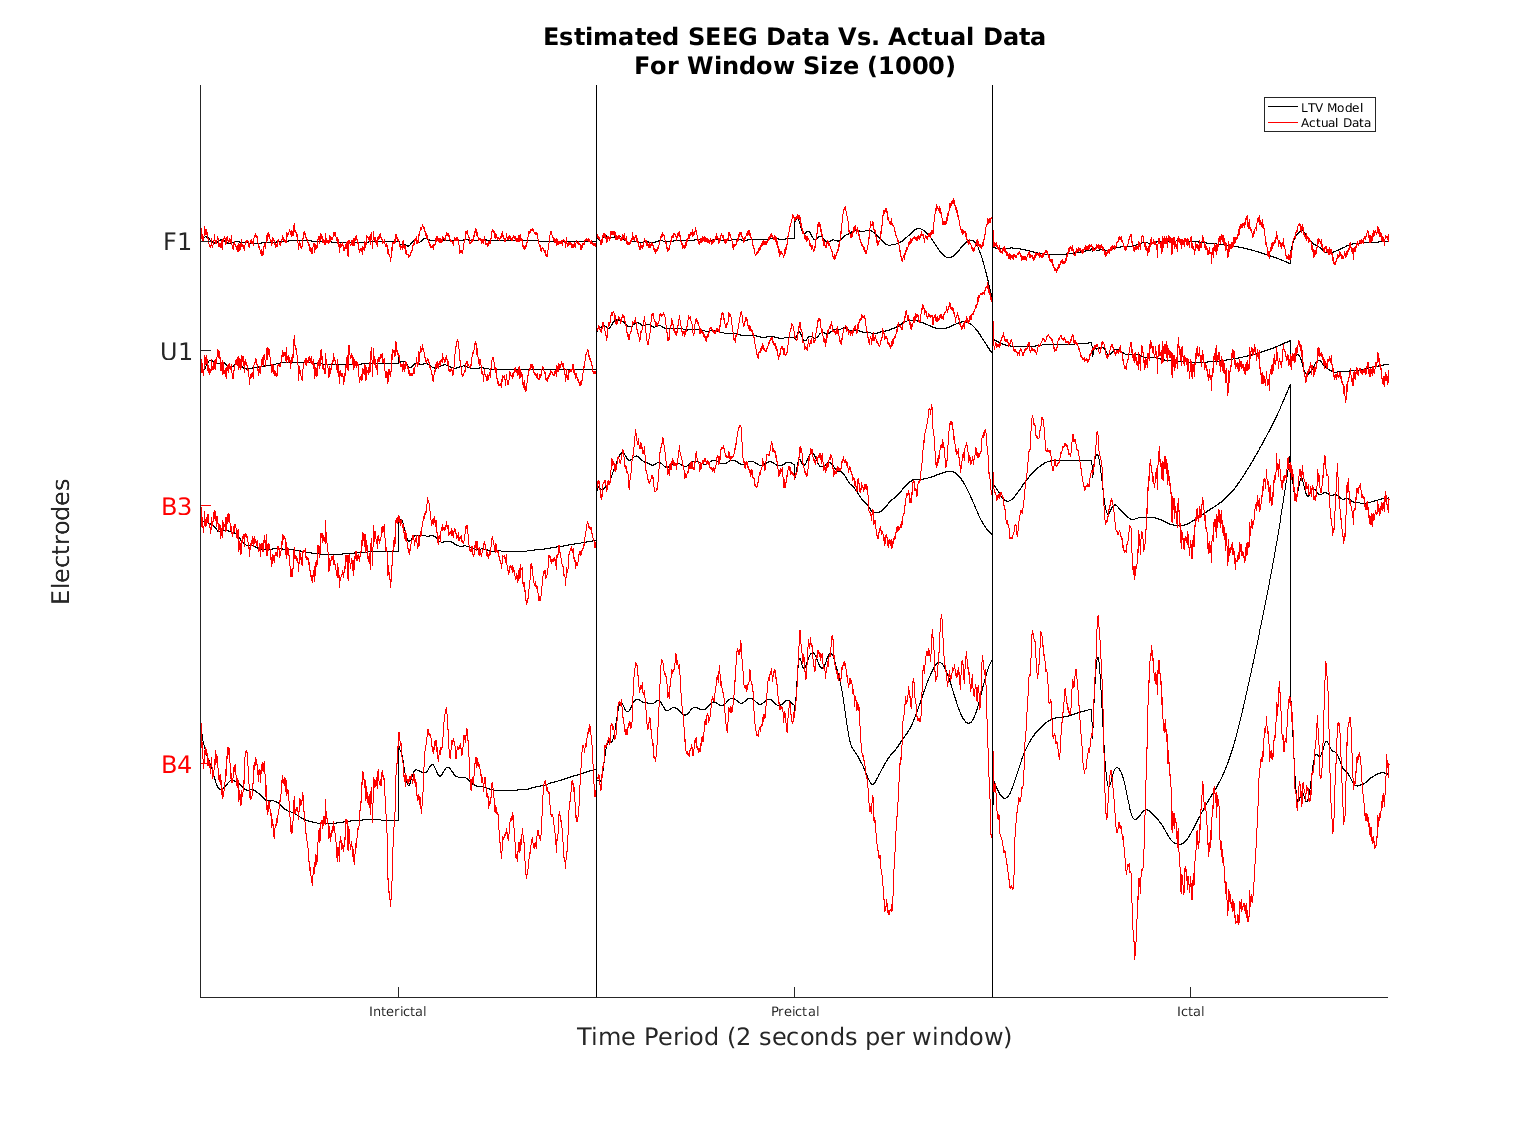 Estimated SEEG Data Vs. Actual Data
For Window Size (1000)
LTV Model
Actual Data
F1
U1
B3
B4
Electrodes
Interictal
Preictal
Ictal
Time Period (2 seconds per window)